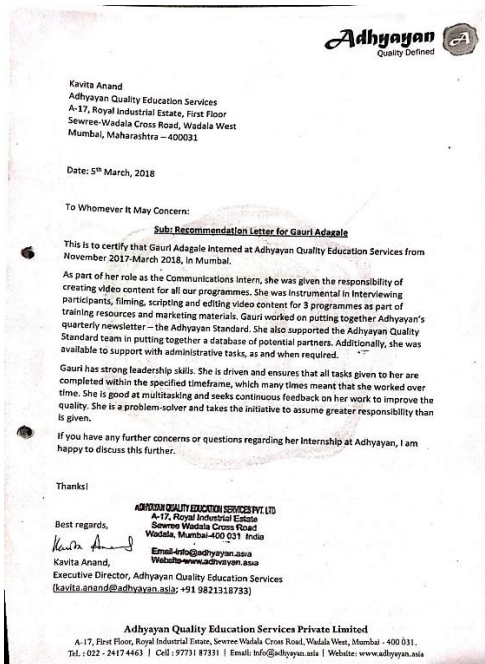 Adhyayan
Quality Defined
A
Kavita Anand
Adhyayan Quality Education Services
A-17, Royal Industrial Estate, First Floor
Sewree-Wadala Cross Road, Wadala West
Mumbai, Maharashtra – 400031
Date: 5th March, 2018
To Whomever It May Concern:
Sub: Recommendation Letter for Gauri Adagale
This is to certify that Gauri Adagale interned at Adhyayan Quality Education Services from
November 2017-March 2018, in Mumbai.
As part of her role as the Communications Intern, she was given the responsibility of
creating video content for all our programmes. She was instrumental in interviewing
participants, filming, scripting and editing video content for 3 programmes as part of
training resources and marketing materials. Gauri worked on putting together Adhyayan's
quarterly newsletter – the Adhyayan Standard. She also supported the Adhyayan Quality
Standard team in putting together a database of potential partners. Additionally, she was
available to support with administrative tasks, as and when required.
Gauri has strong leadership skills. She is driven and ensures that all tasks given to her are
completed within the specified timeframe, which many times meant that she worked over
time. She is good at multitasking and seeks continuous feedback on her work to improve the
quality. She is a problem-solver and takes the initiative to assume greater responsibility than
is given.
If you have any further concerns or questions regarding her internship at Adhyayan, I am
happy to discuss this further.
Thanks!
ADHYAYAN QUALITY EDUCATION SERVICES PVT. LTD
A-17, Royal Industrial Estate
Sewree Wadala Cross Road
Wadala, Mumbai-400 031 India
Email-info@adhyayan.asia
Website-www.adhyayan.asia
Best regards,
Kavita Anand
Kavita Anand,
Executive Director, Adhyayan Quality Education Services
(kavita.anand@adhyayan.asia; +91 9821318733)
Adhyayan Quality Education Services Private Limited
A-17, First Floor, Royal Industrial Estate, Sewree Wadala Cross Road, Wadala West, Mumbai - 400 031.
Tel. : 022 - 2417 4463 | Cell : 97731 87331 | Email: info@adhyayan.asia | Website: www.adhyayan.asia